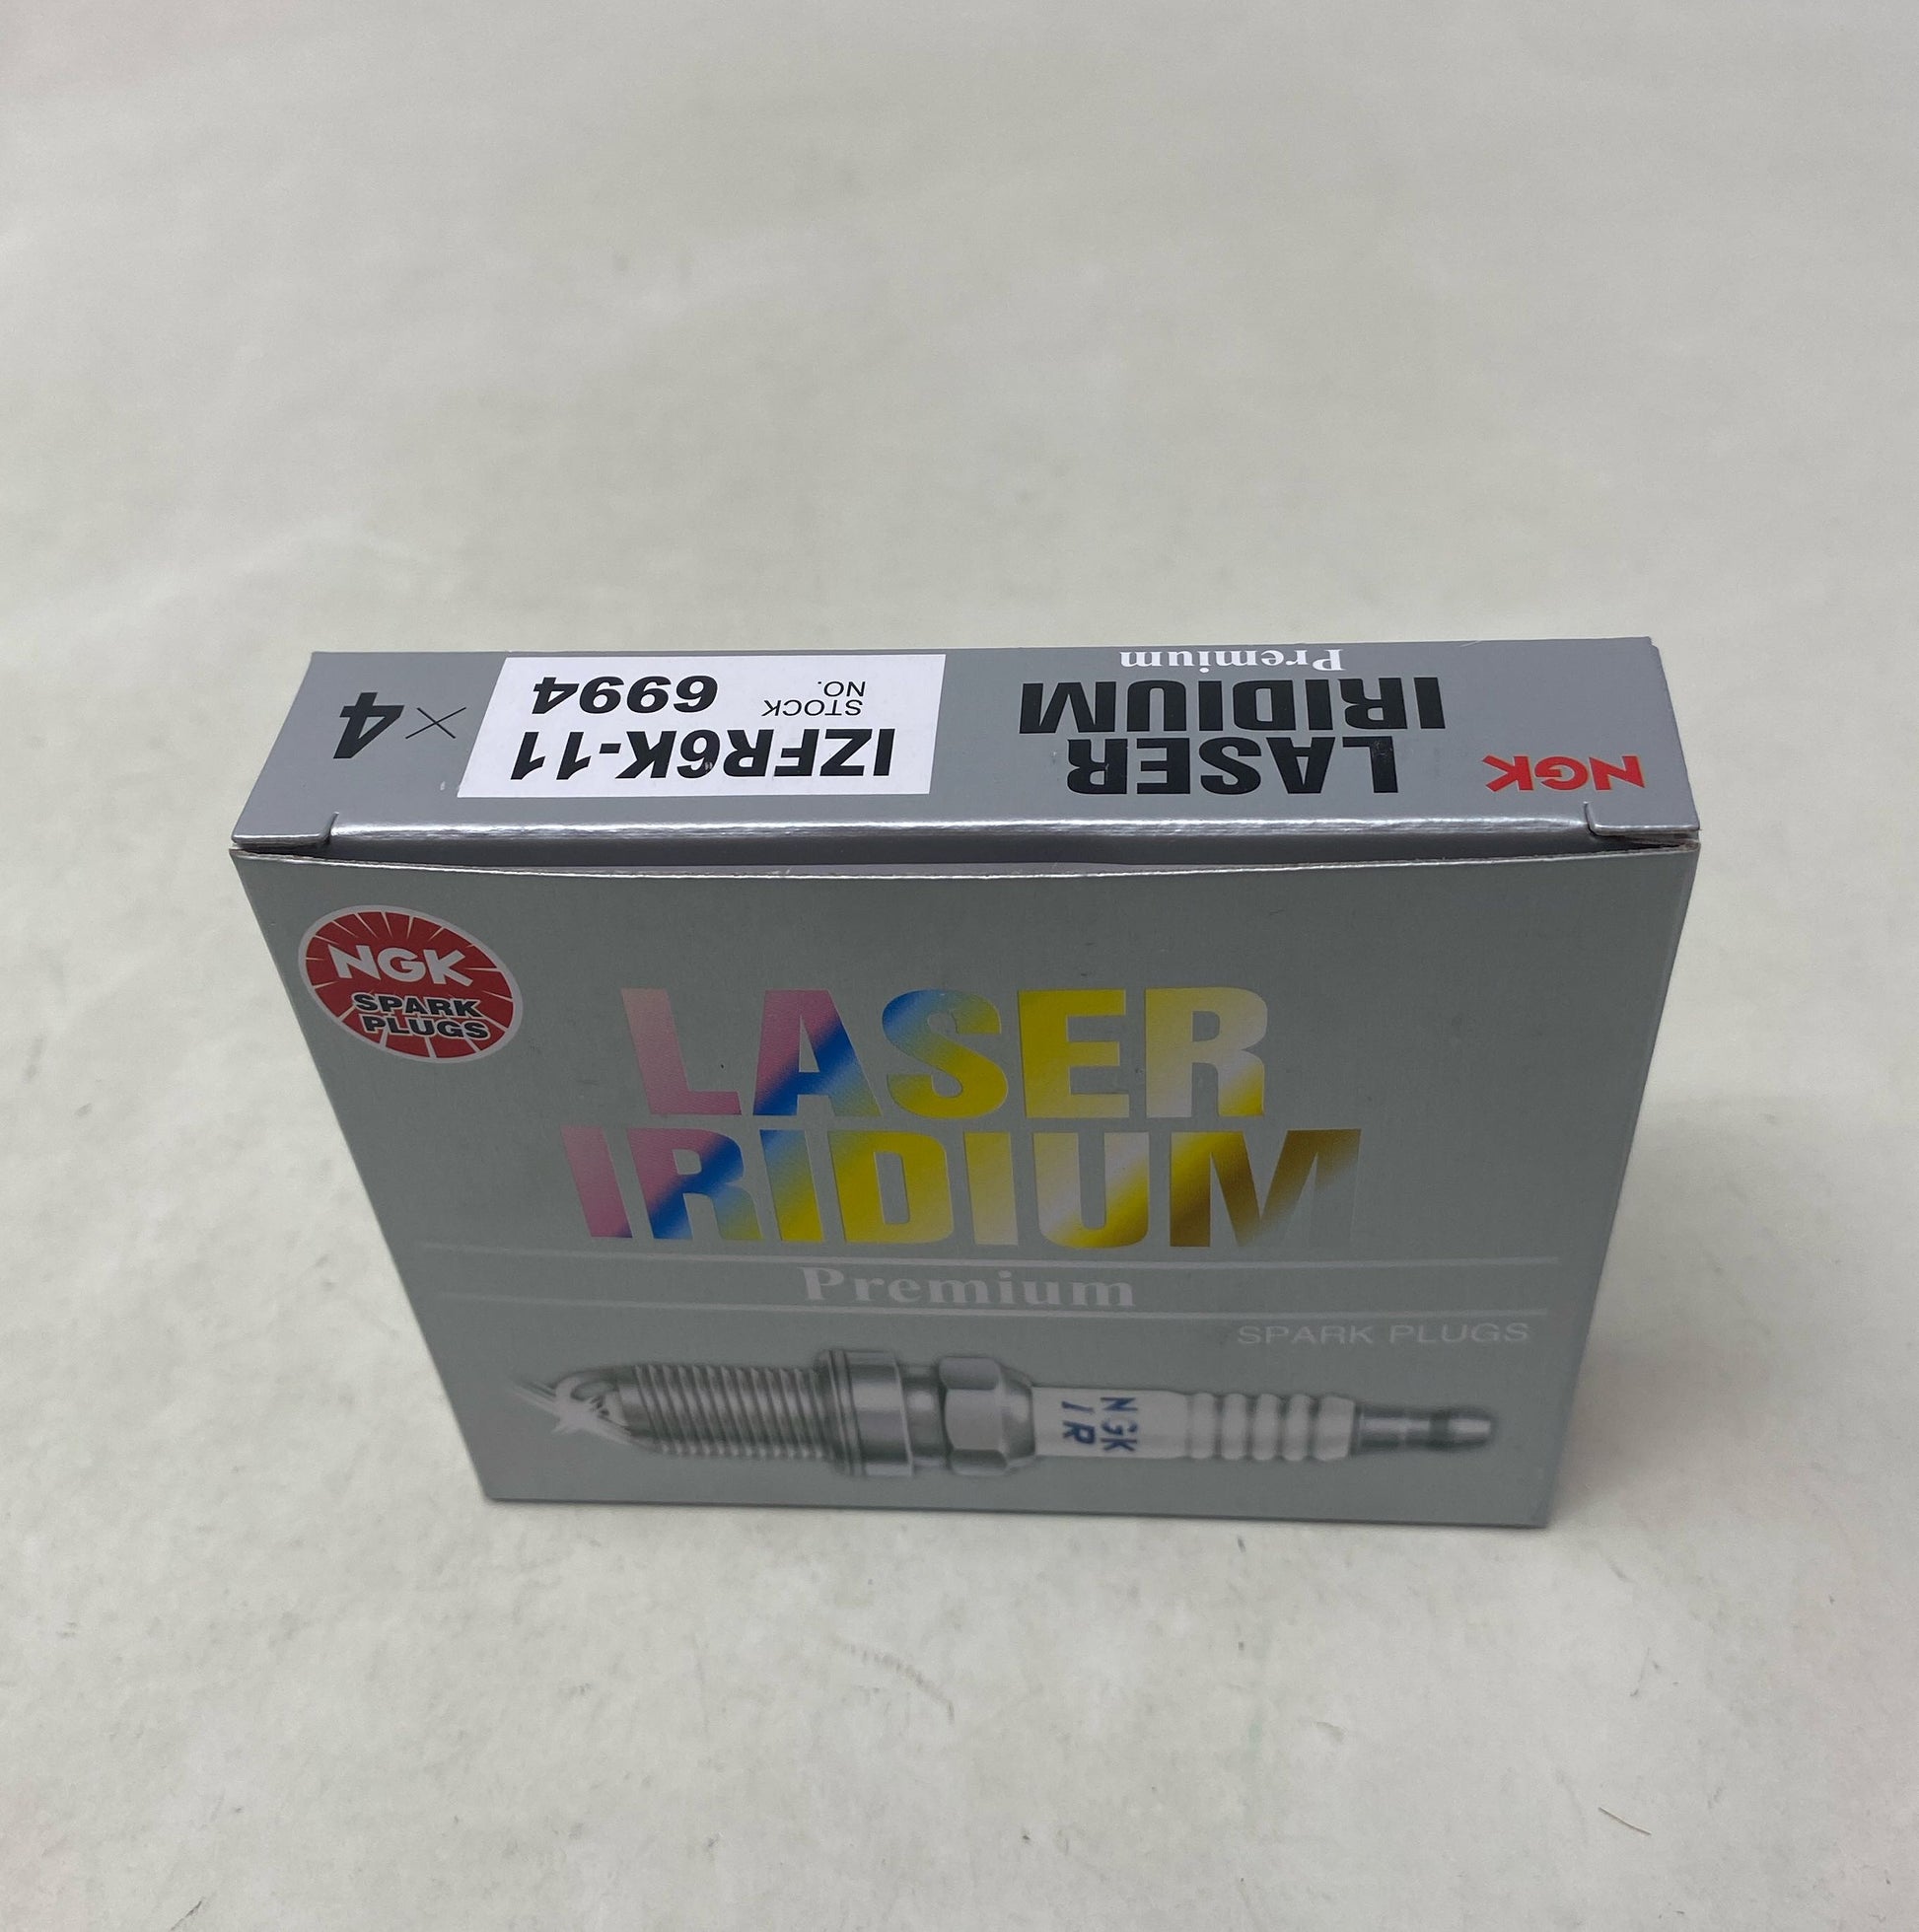 NGK
LASER
IRIDIUM
Premium
IZFR6K-11
STOCK
NO.
6994
×4
NGK
SPARK
PLUGS
LASER
IRIDIUM
Premium
SPARK PLUGS
NGK
IR